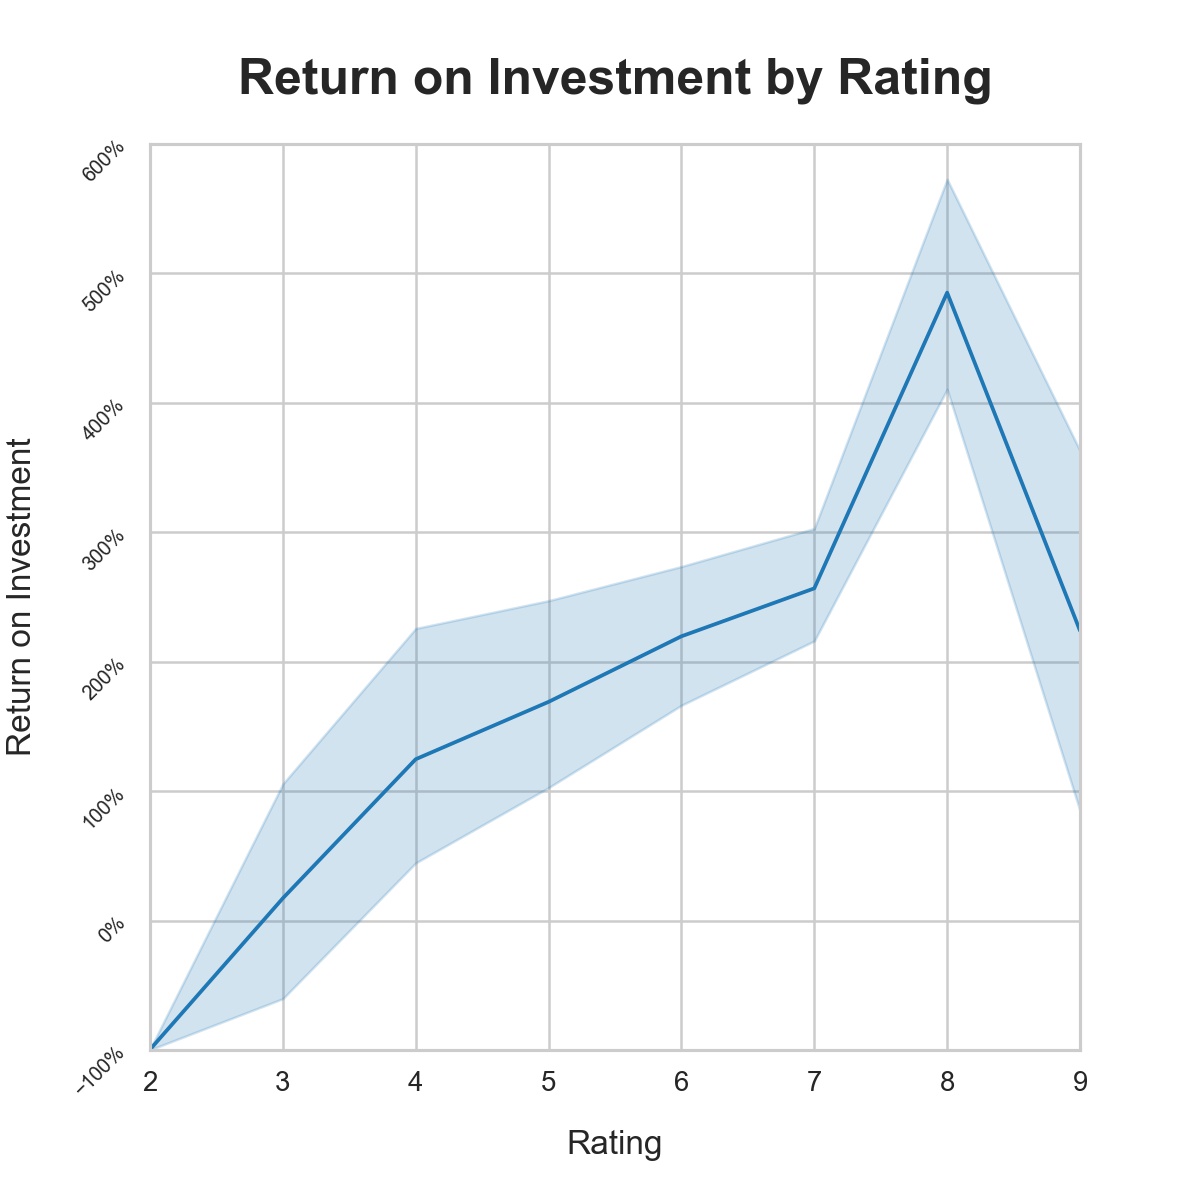 Return on Investment by Rating
600%
500%
400%
300%
200%
100%
0%
−100%
Return on Investment
2 3 4 5 6 7 8 9
Rating